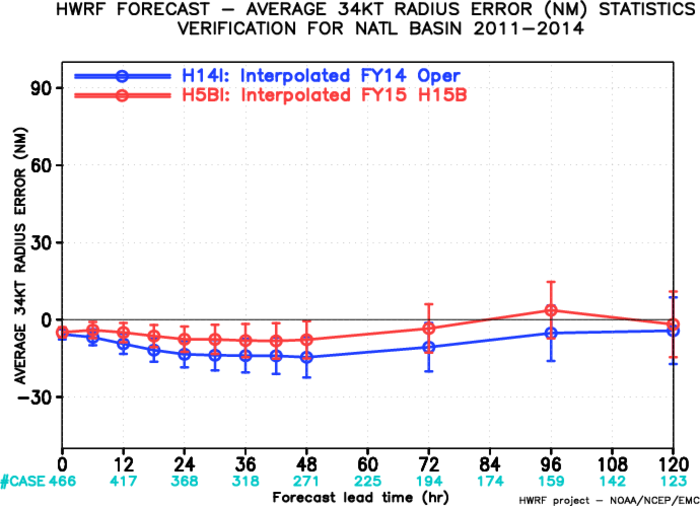 HWRF FORECAST – AVERAGE 34KT RADIUS ERROR (NM) STATISTICS
VERIFICATION FOR NATL BASIN 2011–2014
H14I: Interpolated FY14 Oper
H5BI: Interpolated FY15 H15B
AVERAGE 34KT RADIUS ERROR (NM)
90
60
30
0
–30
0 12 24 36 48 60 72 84 96 108 120
#CASE 466 417 368 318 271 225 194 174 159 142 123
Forecast lead time (hr)
HWRF project – NOAA/NCEP/EMC